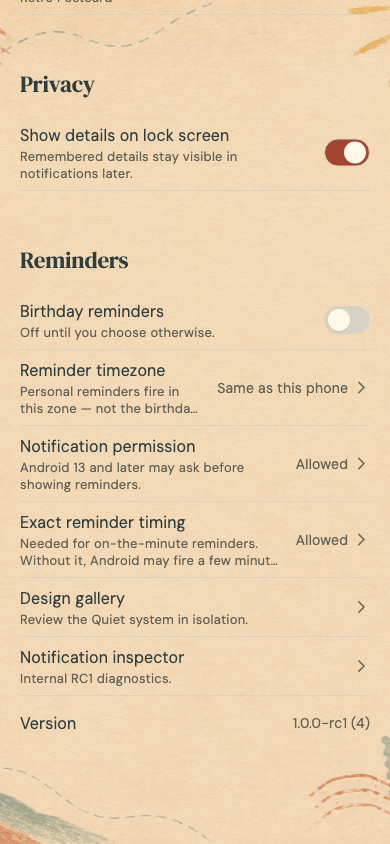 Privacy
Show details on lock screen
Remembered details stay visible in
notifications later.
Reminders
Birthday reminders
Off until you choose otherwise.
Reminder timezone
Personal reminders fire in
this zone — not the birthda…
Same as this phone
Notification permission
Android 13 and later may ask before
showing reminders.
Allowed
Exact reminder timing
Needed for on-the-minute reminders.
Without it, Android may fire a few minut…
Allowed
Design gallery
Review the Quiet system in isolation.
Notification inspector
Internal RC1 diagnostics.
Version
1.0.0-rc1 (4)